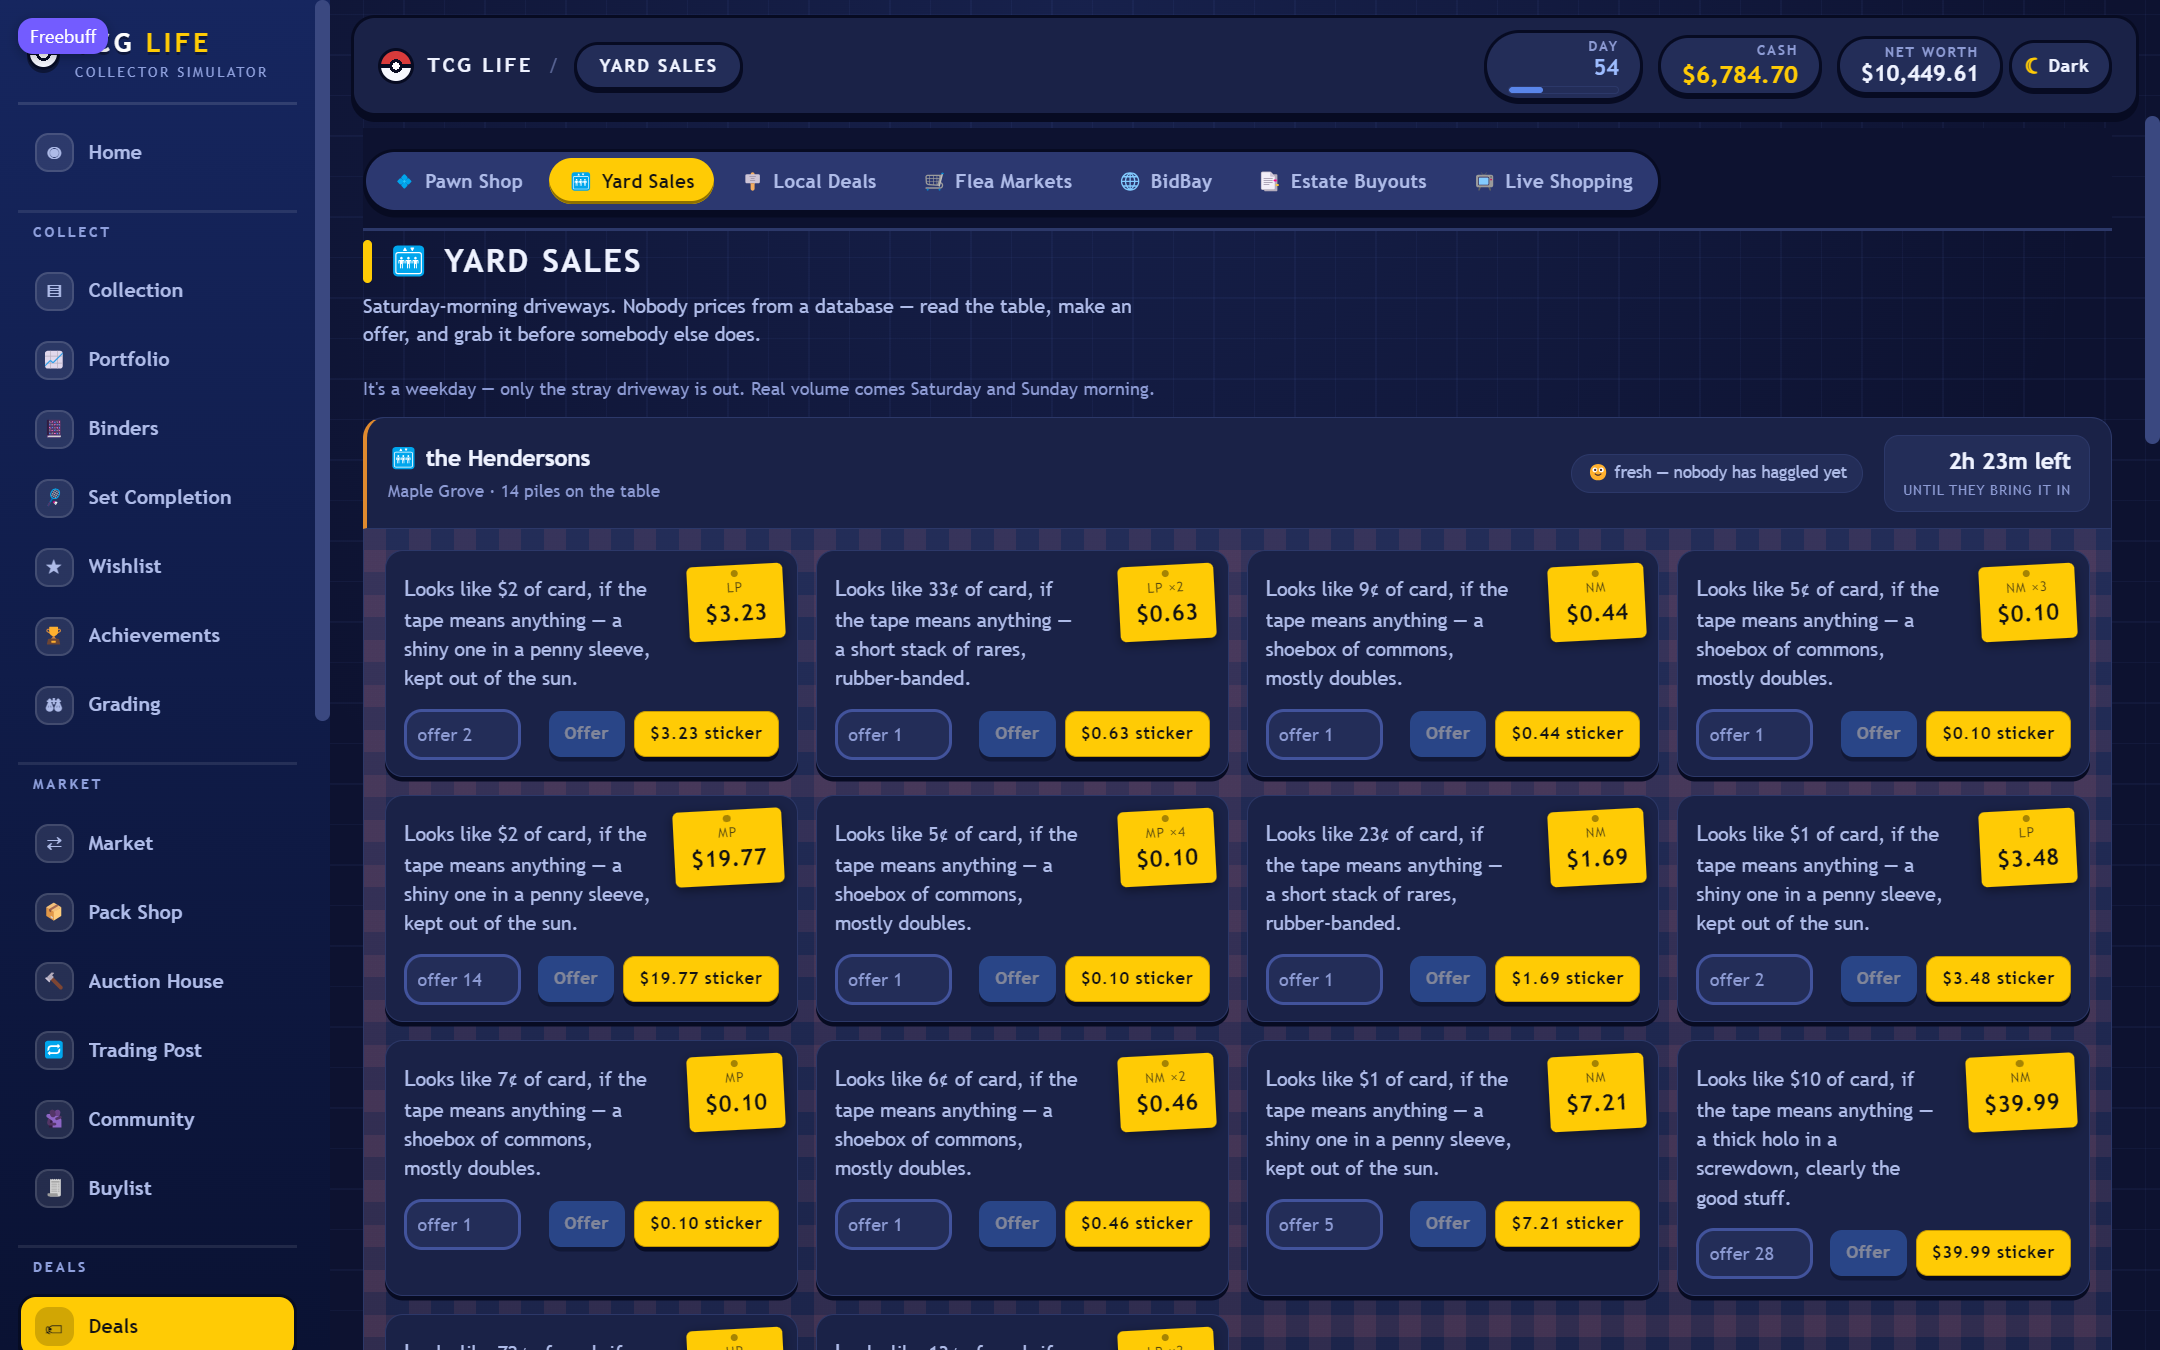 Freebuff
CG LIFE
COLLECTOR SIMULATOR
Home
COLLECT
Collection
Portfolio
Binders
Set Completion
Wishlist
Achievements
Grading
MARKET
Market
Pack Shop
Auction House
Trading Post
Community
Buylist
DEALS
Deals
TCG LIFE / YARD SALES
DAY
54
CASH
$6,784.70
NET WORTH
$10,449.61
Dark
Pawn Shop
Yard Sales
Local Deals
Flea Markets
BidBay
Estate Buyouts
Live Shopping
YARD SALES
Saturday-morning driveways. Nobody prices from a database — read the table, make an
offer, and grab it before somebody else does.
It's a weekday — only the stray driveway is out. Real volume comes Saturday and Sunday morning.
the Hendersons
Maple Grove · 14 piles on the table
fresh — nobody has haggled yet
2h 23m left
UNTIL THEY BRING IT IN
Looks like $2 of card, if the
tape means anything — a
shiny one in a penny sleeve,
kept out of the sun.
LP
$3.23
offer 2
Offer
$3.23 sticker
Looks like 33¢ of card, if
the tape means anything —
a short stack of rares,
rubber-banded.
LP ×2
$0.63
offer 1
Offer
$0.63 sticker
Looks like 9¢ of card, if the
tape means anything — a
shoebox of commons,
mostly doubles.
NM
$0.44
offer 1
Offer
$0.44 sticker
Looks like 5¢ of card, if the
tape means anything — a
shoebox of commons,
mostly doubles.
NM ×3
$0.10
offer 1
Offer
$0.10 sticker
Looks like $2 of card, if the
tape means anything — a
shiny one in a penny sleeve,
kept out of the sun.
MP
$19.77
offer 14
Offer
$19.77 sticker
Looks like 5¢ of card, if the
tape means anything — a
shoebox of commons,
mostly doubles.
MP ×4
$0.10
offer 1
Offer
$0.10 sticker
Looks like 23¢ of card, if
the tape means anything —
a short stack of rares,
rubber-banded.
NM
$1.69
offer 1
Offer
$1.69 sticker
Looks like $1 of card, if the
tape means anything — a
shiny one in a penny sleeve,
kept out of the sun.
LP
$3.48
offer 2
Offer
$3.48 sticker
Looks like 7¢ of card, if the
tape means anything — a
shoebox of commons,
mostly doubles.
MP
$0.10
offer 1
Offer
$0.10 sticker
Looks like 6¢ of card, if the
tape means anything — a
shoebox of commons,
mostly doubles.
NM ×2
$0.46
offer 1
Offer
$0.46 sticker
Looks like $1 of card, if the
tape means anything — a
shiny one in a penny sleeve,
kept out of the sun.
NM
$7.21
offer 5
Offer
$7.21 sticker
Looks like $10 of card, if
the tape means anything —
a thick holo in a
screwdown, clearly the
good stuff.
NM
$39.99
offer 28
Offer
$39.99 sticker